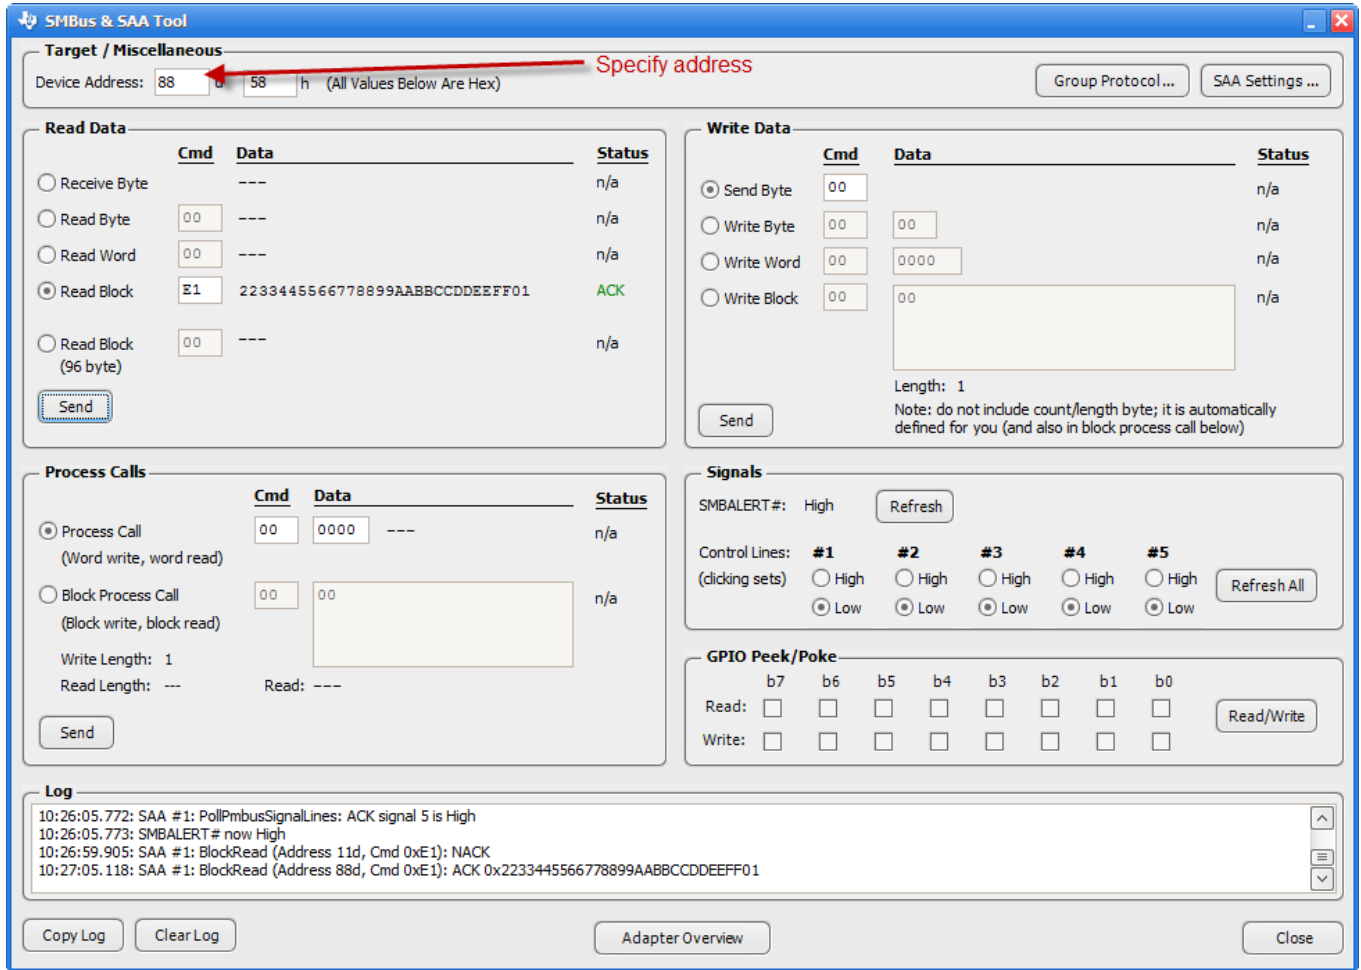 SMBus & SAA Tool
Target / Miscellaneous
Specify address
Device Address: 88 d 58 h (All Values Below Are Hex)
Group Protocol ... SAA Settings ...
Read Data
Cmd Data Status
Receive Byte --- n/a
Read Byte 00 --- n/a
Read Word 00 --- n/a
Read Block E1 2233445566778899AABBCCDDEEFF01 ACK
Read Block 00 --- n/a
(96 byte)
Send
Write Data
Cmd Data Status
Send Byte 00 n/a
Write Byte 00 00 n/a
Write Word 00 0000 n/a
Write Block 00 00 n/a
Length: 1
Note: do not include count/length byte; it is automatically
defined for you (and also in block process call below)
Send
Process Calls
Cmd Data Status
Process Call 00 0000 --- n/a
(Word write, word read)
Block Process Call 00 00 n/a
(Block write, block read)
Write Length: 1
Read Length: --- Read: ---
Send
Signals
SMBALERT#: High Refresh
Control Lines: #1 #2 #3 #4 #5
(clicking sets) High High High High High
Low Low Low Low Low
Refresh All
GPIO Peek/Poke
b7 b6 b5 b4 b3 b2 b1 b0
Read:
Write:
Read/Write
Log
10:26:05.772: SAA #1: PollPmbusSignalLines: ACK signal 5 is High
10:26:05.773: SMBALERT# now High
10:26:59.905: SAA #1: BlockRead (Address 11d, Cmd 0xE1): NACK
10:27:05.118: SAA #1: BlockRead (Address 88d, Cmd 0xE1): ACK 0x2233445566778899AABBCCDDEEFF01
Copy Log Clear Log Adapter Overview Close